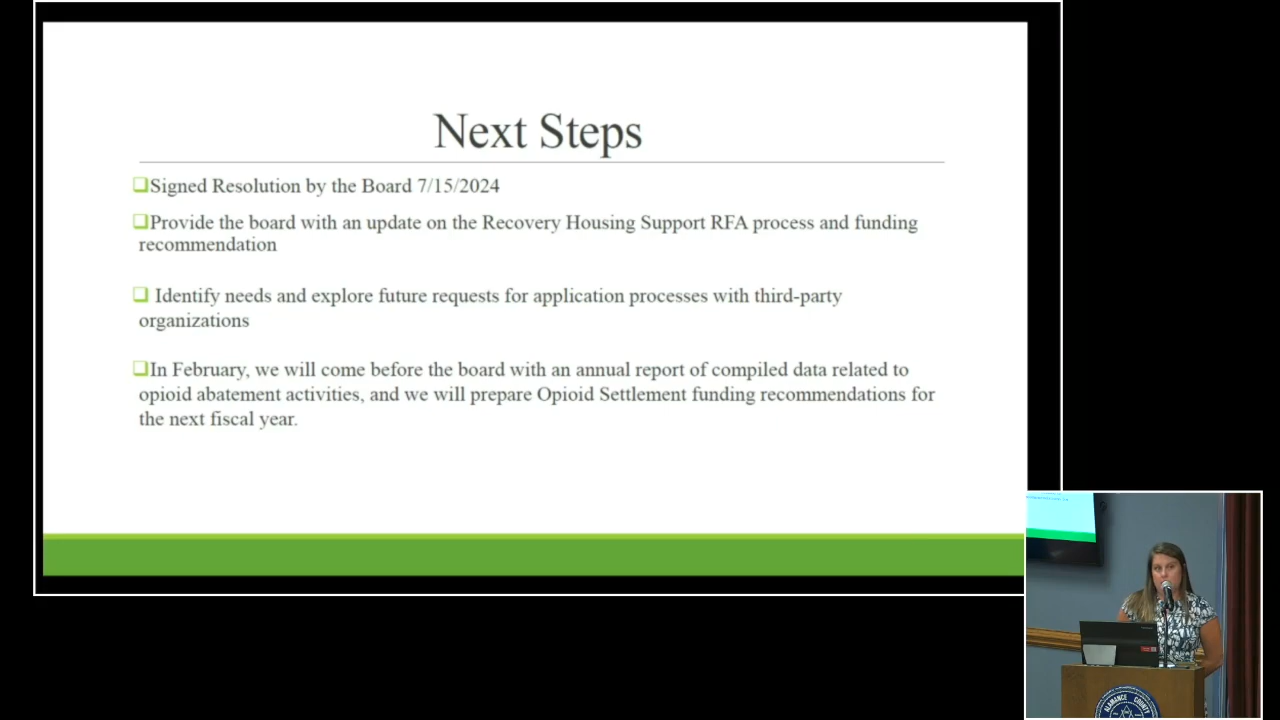 Next Steps
Signed Resolution by the Board 7/15/2024
Provide the board with an update on the Recovery Housing Support RFA process and funding
recommendation
Identify needs and explore future requests for application processes with third-party
organizations
In February, we will come before the board with an annual report of compiled data related to
opioid abatement activities, and we will prepare Opioid Settlement funding recommendations for
the next fiscal year.
ALAMANCE COUNTY